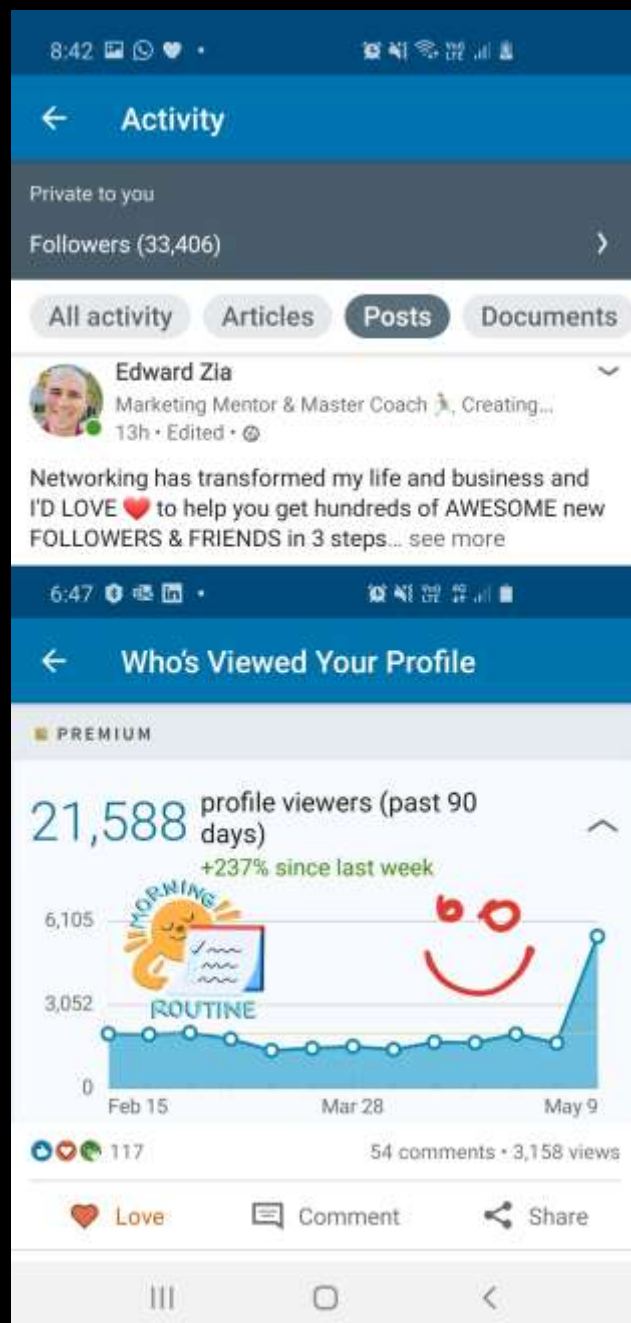 8:42
← Activity
Private to you
Followers (33,406)
All activity Articles Posts Documents
Edward Zia
Marketing Mentor & Master Coach 🏃, Creating...
13h • Edited •
Networking has transformed my life and business and
I'D LOVE ❤️ to help you get hundreds of AWESOME new
FOLLOWERS & FRIENDS in 3 steps... see more
6:47
← Who's Viewed Your Profile
PREMIUM
21,588 profile viewers (past 90
days)
+237% since last week
MORNING
ROUTINE
6,105
3,052
0
Feb 15 Mar 28 May 9
117 54 comments • 3,158 views
Love Comment Share